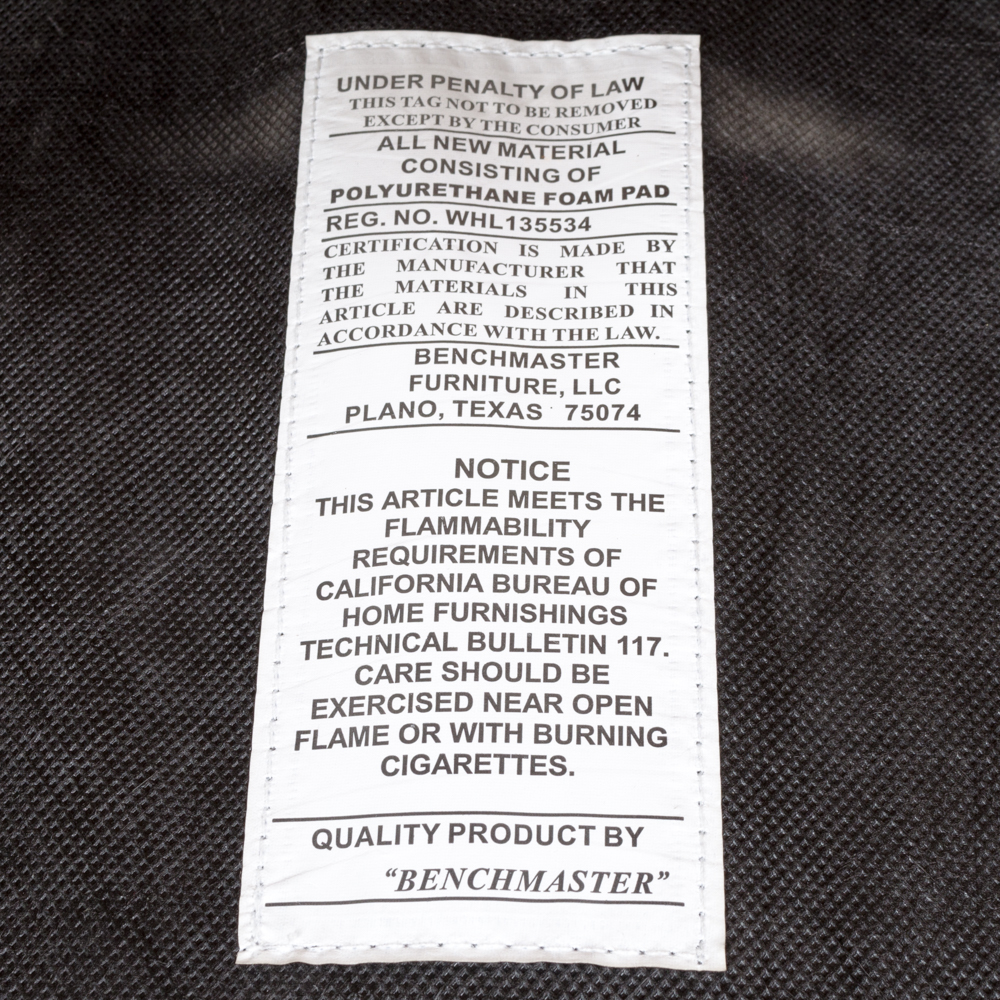 UNDER PENALTY OF LAW
THIS TAG NOT TO BE REMOVED
EXCEPT BY THE CONSUMER
ALL NEW MATERIAL
CONSISTING OF
POLYURETHANE FOAM PAD
REG. NO. WHL135534
CERTIFICATION IS MADE BY
THE MANUFACTURER THAT
THE MATERIALS IN THIS
ARTICLE ARE DESCRIBED IN
ACCORDANCE WITH THE LAW.
BENCHMASTER
FURNITURE, LLC
PLANO, TEXAS 75074
NOTICE
THIS ARTICLE MEETS THE
FLAMMABILITY
REQUIREMENTS OF
CALIFORNIA BUREAU OF
HOME FURNISHINGS
TECHNICAL BULLETIN 117.
CARE SHOULD BE
EXERCISED NEAR OPEN
FLAME OR WITH BURNING
CIGARETTES.
QUALITY PRODUCT BY
“BENCHMASTER”